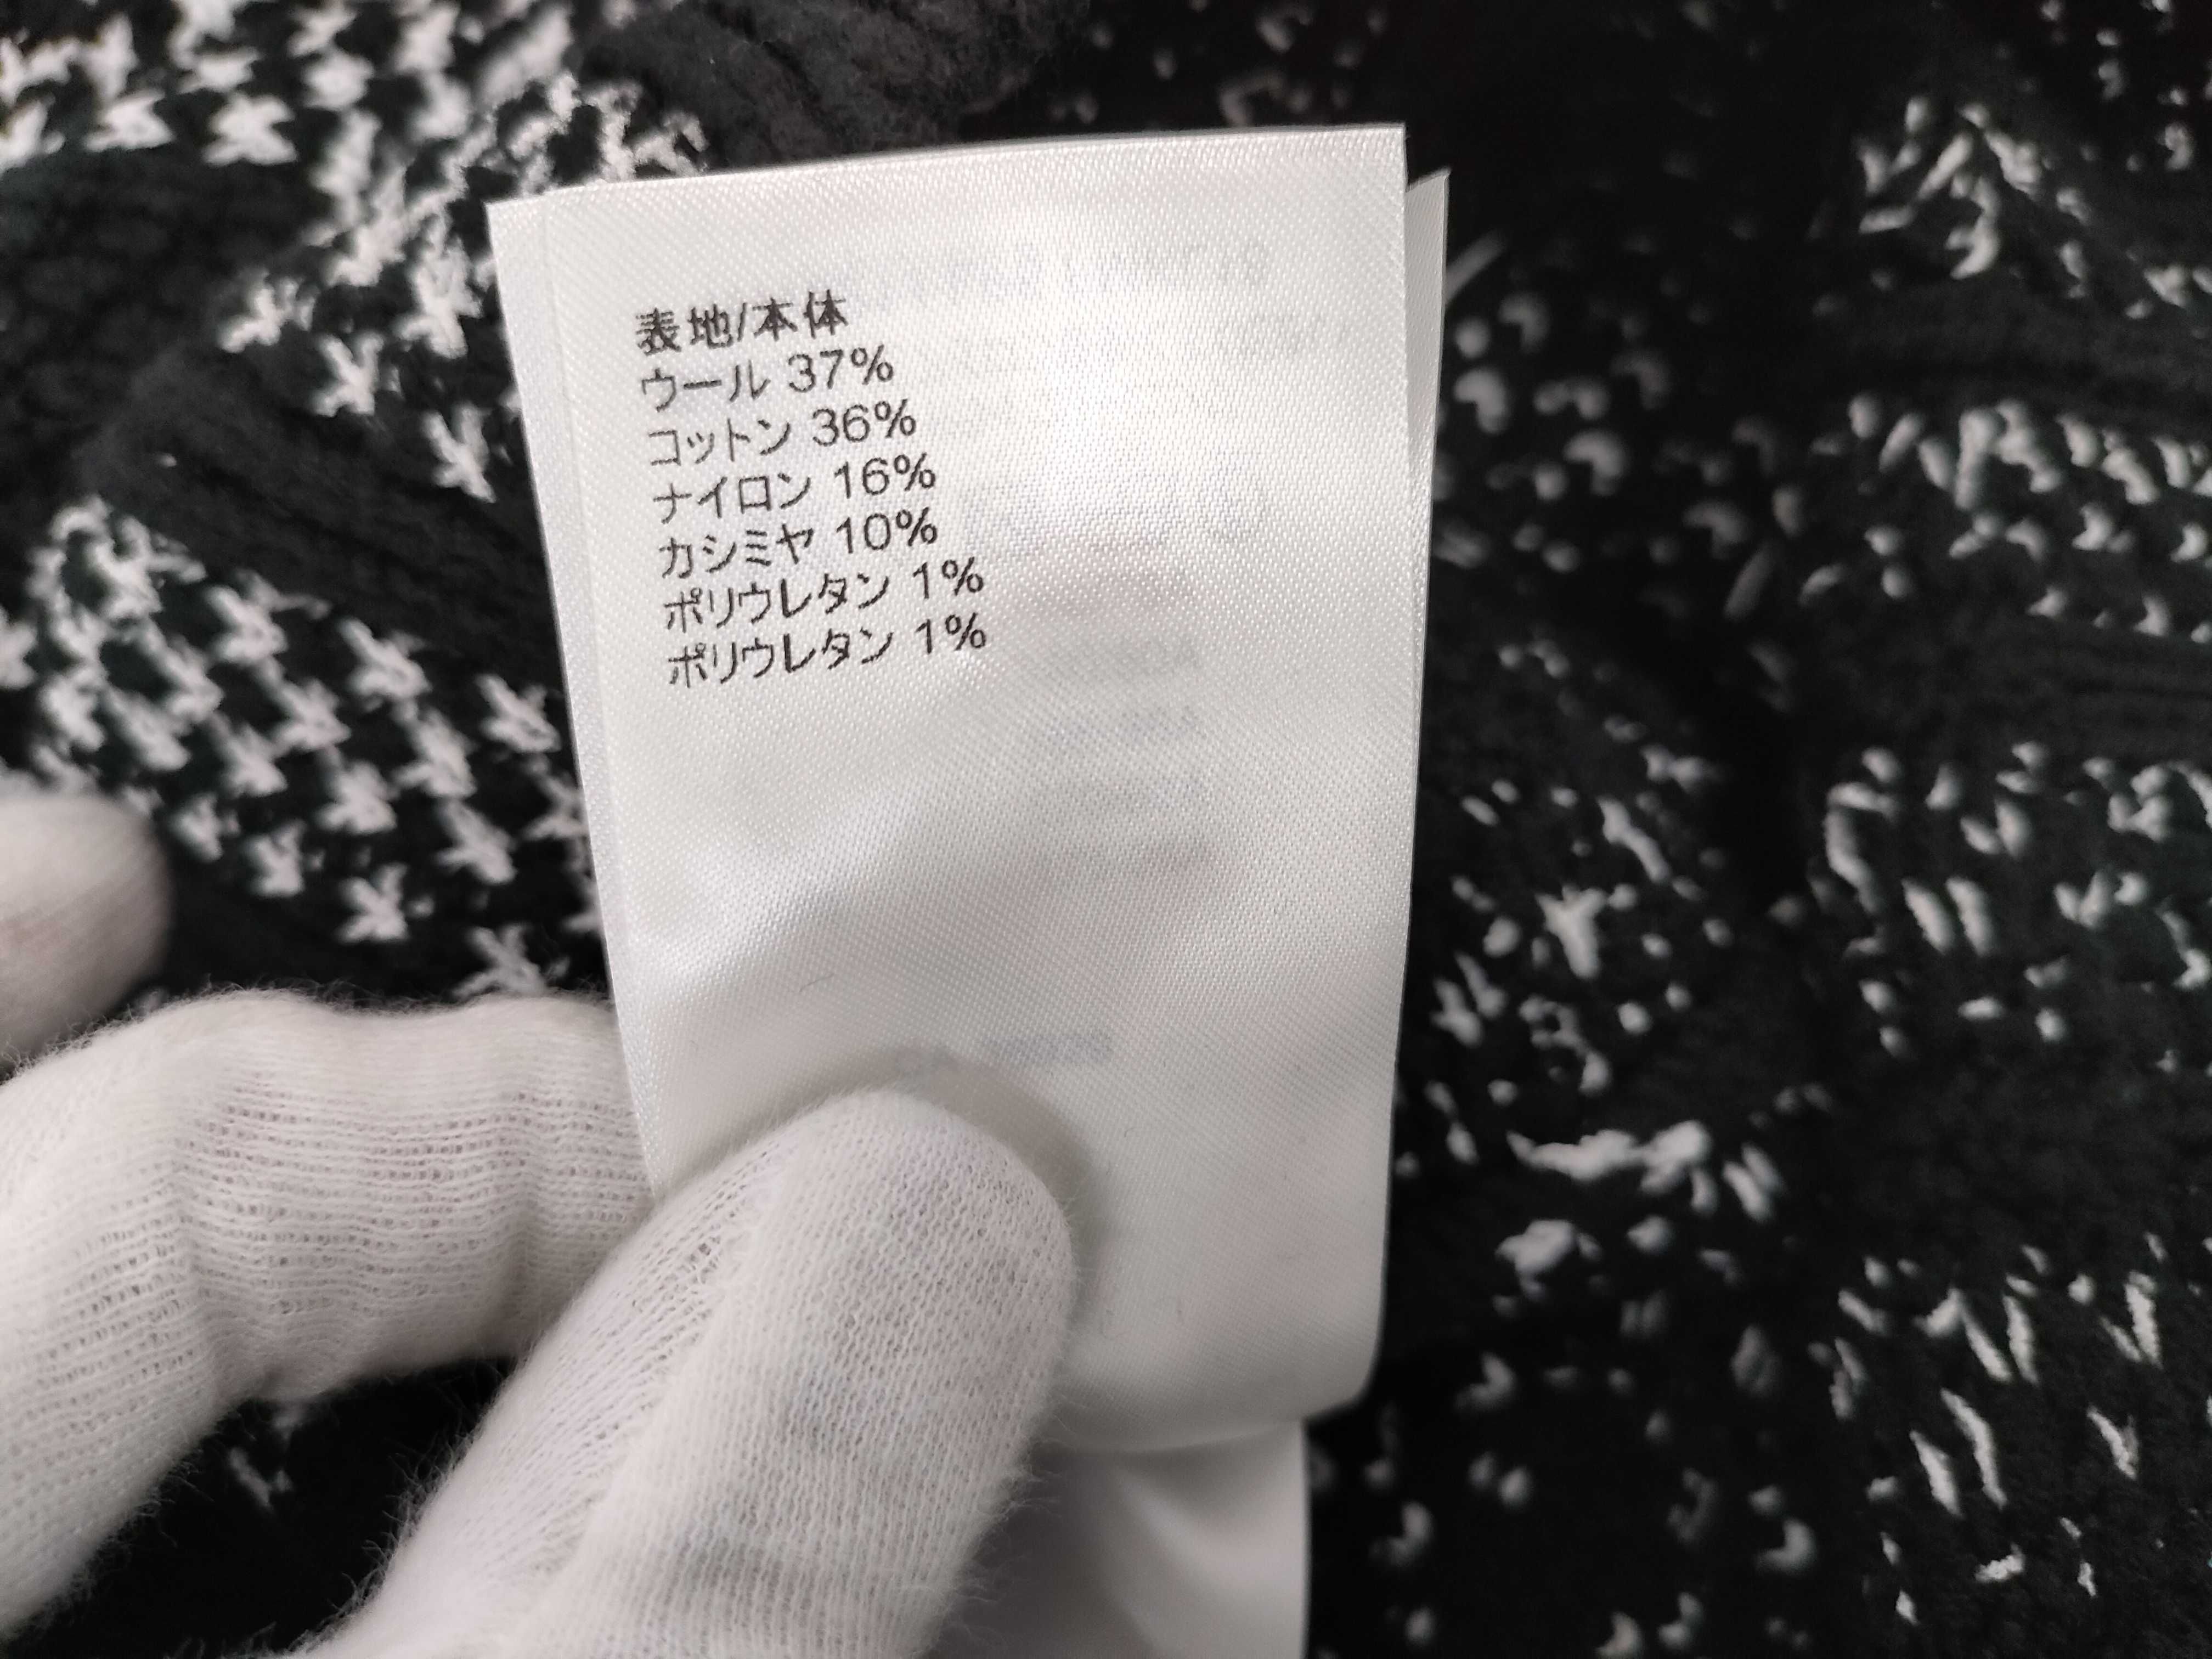 表地/本体
ウール 37%
コットン 36%
ナイロン 16%
カシミヤ 10%
ポリウレタン 1%
ポリウレタン 1%